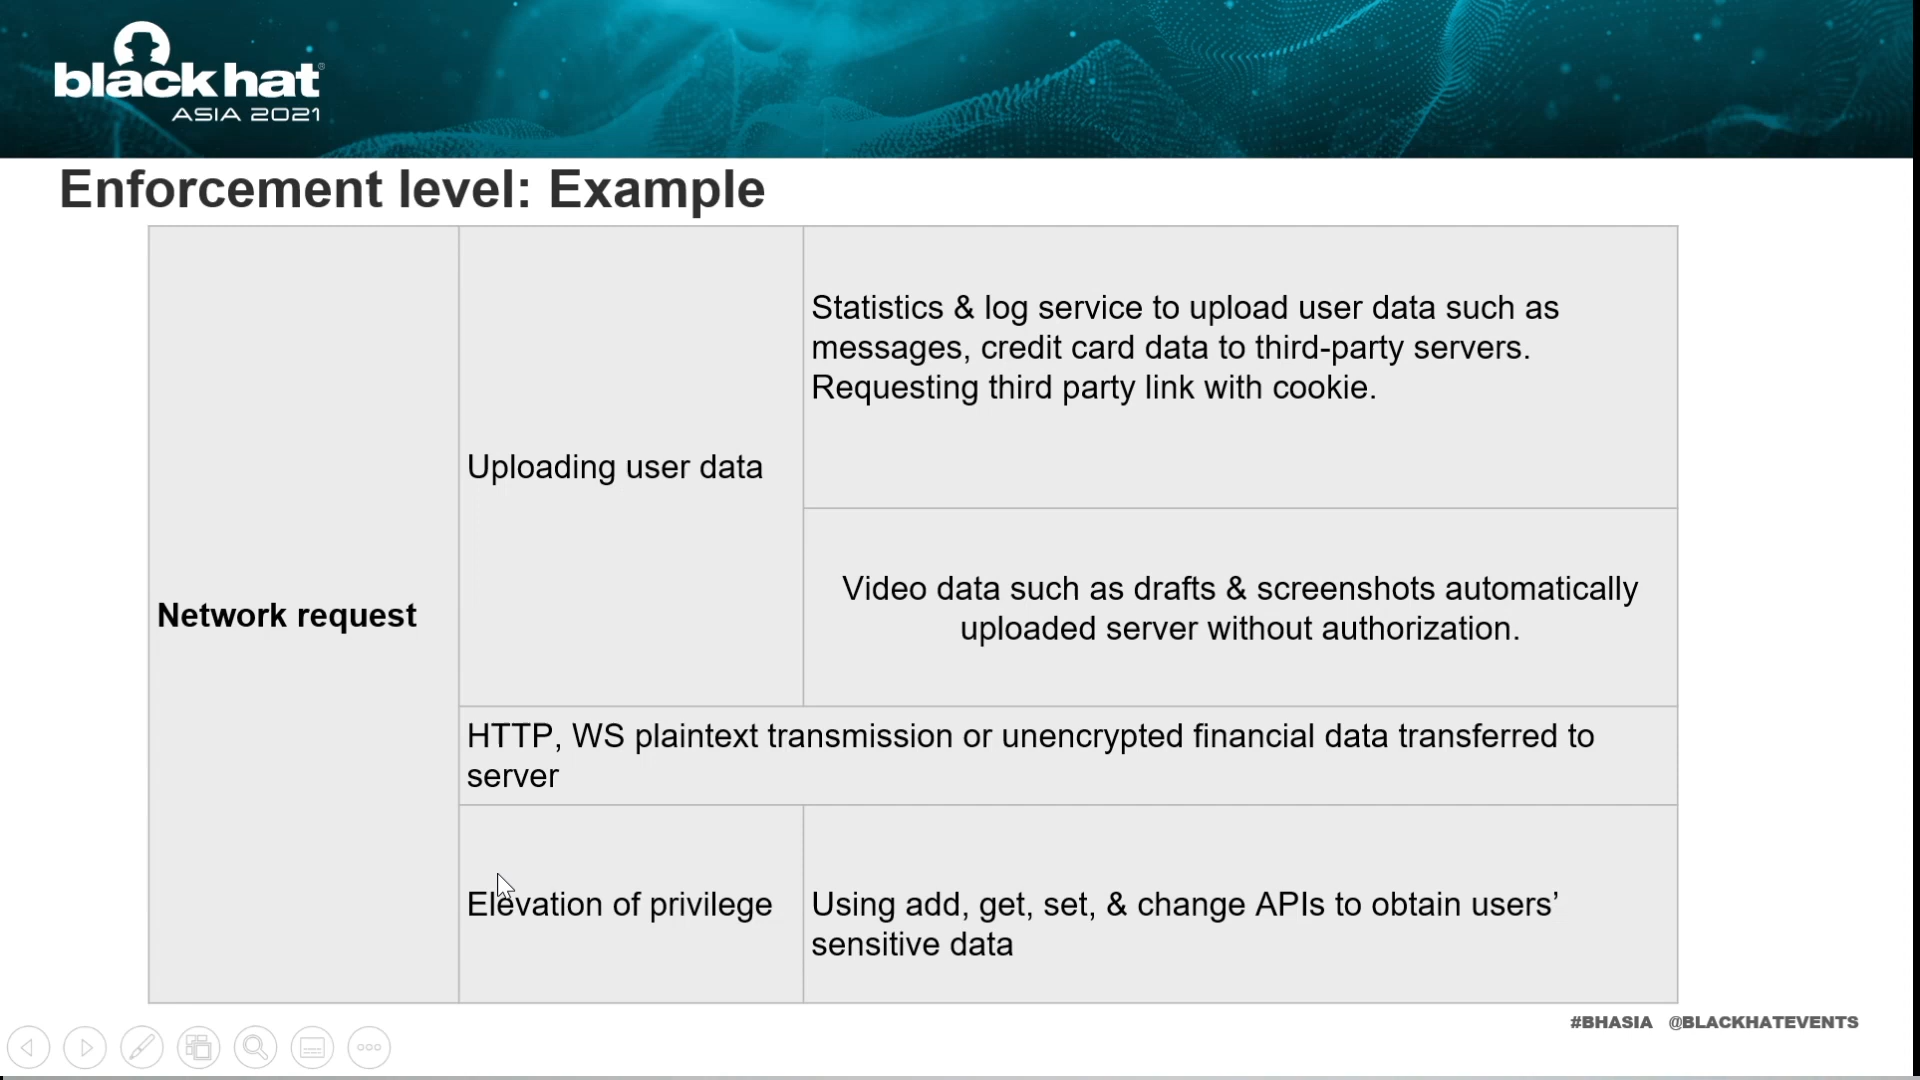 black hat®
ASIA 2021
Enforcement level: Example
Network request
Uploading user data
Statistics & log service to upload user data such as
messages, credit card data to third-party servers.
Requesting third party link with cookie.
Video data such as drafts & screenshots automatically
uploaded server without authorization.
HTTP, WS plaintext transmission or unencrypted financial data transferred to
server
Elevation of privilege
Using add, get, set, & change APIs to obtain users’
sensitive data
#BHASIA @BLACKHATEVENTS